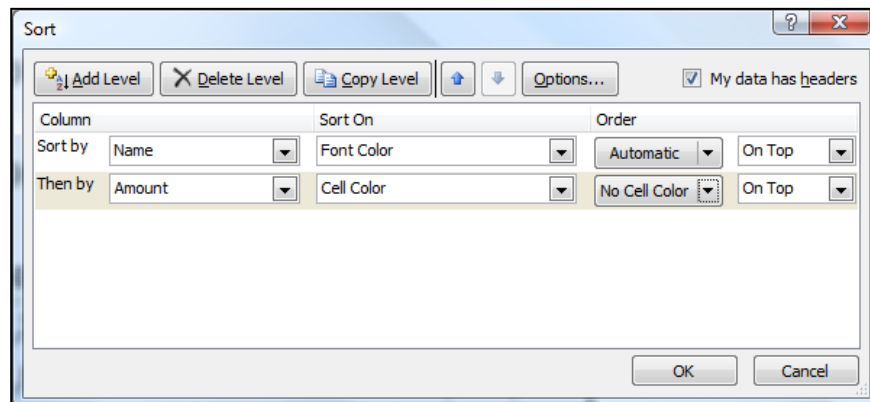 Sort
Add Level Delete Level Copy Level Options... My data has headers
Column Sort On Order
Sort by Name Font Color Automatic On Top
Then by Amount Cell Color No Cell Color On Top
OK Cancel